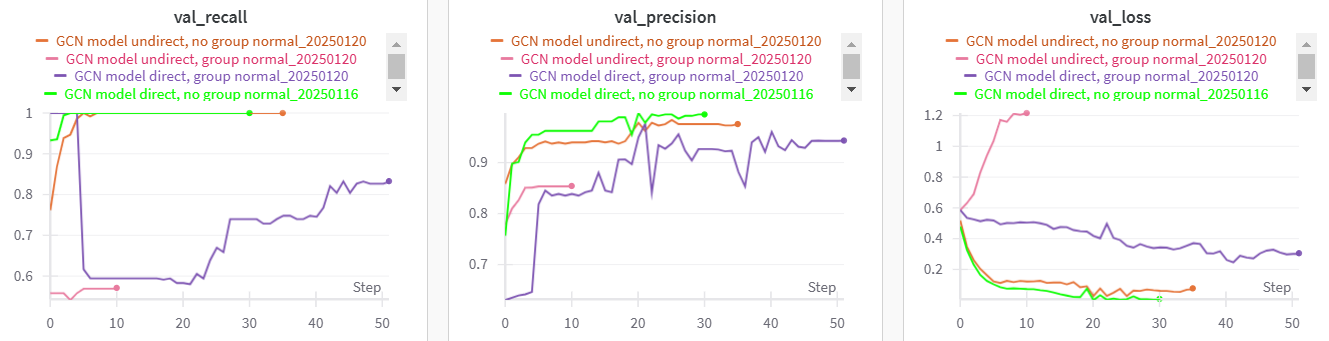 val_recall
GCN model undirect, no group normal_20250120
GCN model undirect, group normal_20250120
GCN model direct, group normal_20250120
GCN model direct, no group normal_20250116
1
0.9
0.8
0.7
0.6
Step
0 10 20 30 40 50
val_precision
GCN model undirect, no group normal_20250120
GCN model undirect, group normal_20250120
GCN model direct, group normal_20250120
GCN model direct, no group normal_20250116
0.9
0.8
0.7
Step
0 10 20 30 40 50
val_loss
GCN model undirect, no group normal_20250120
GCN model undirect, group normal_20250120
GCN model direct, group normal_20250120
GCN model direct, no group normal_20250116
1.2
1
0.8
0.6
0.4
0.2
Step
0 10 20 30 40 50